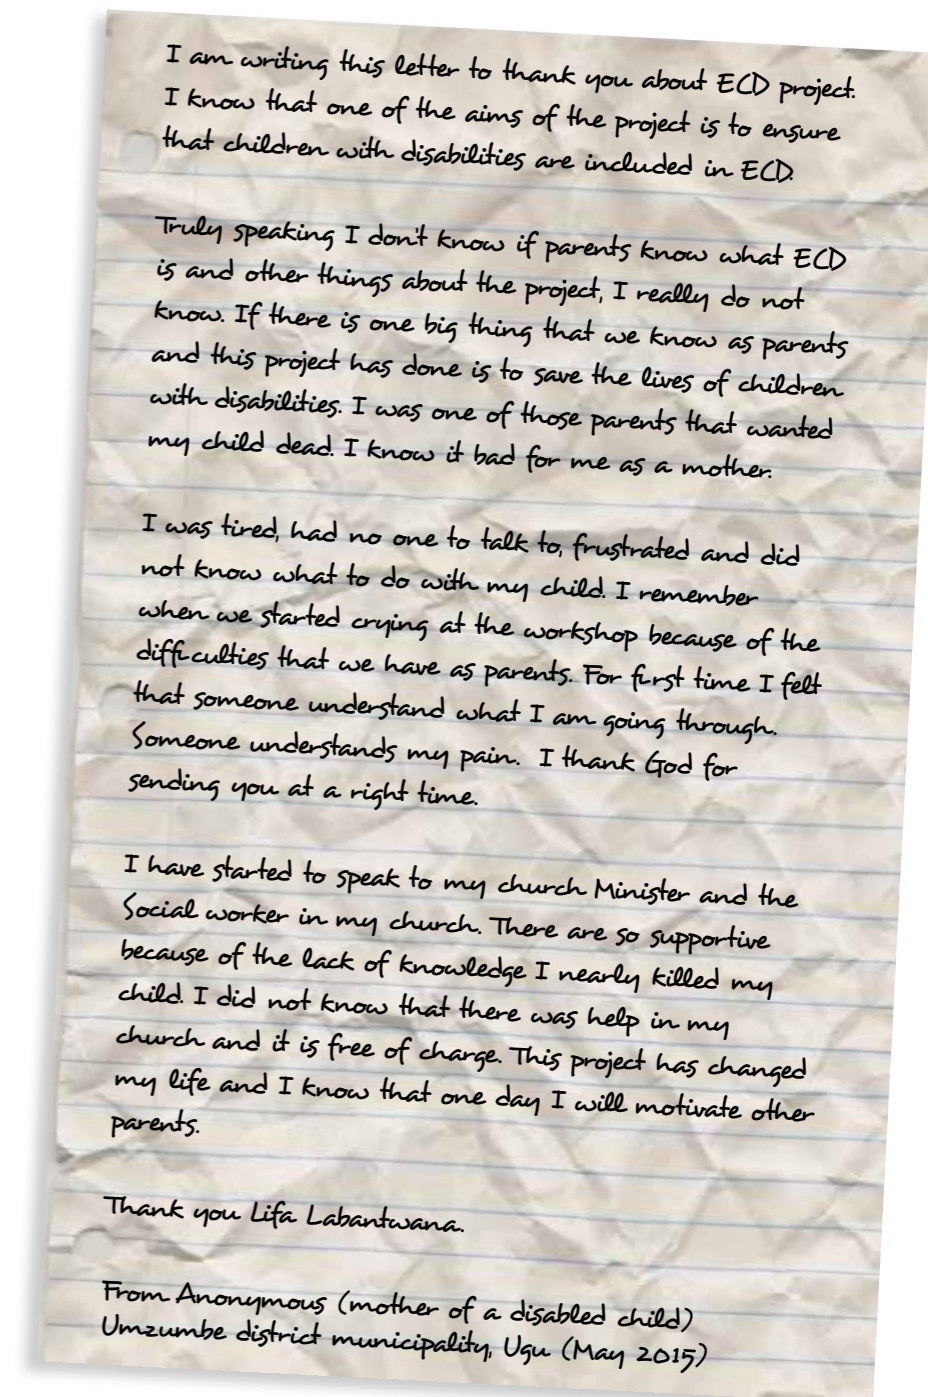 I am writing this letter to thank you about ECD project.
I know that one of the aims of the project is to ensure
that children with disabilities are included in ECD.
Truly speaking I don't know if parents know what ECD
is and other things about the project, I really do not
know. If there is one big thing that we know as parents
and this project has done is to save the lives of children
with disabilities. I was one of those parents that wanted
my child dead. I know it bad for me as a mother.
I was tired, had no one to talk to, frustrated and did
not know what to do with my child. I remember
when we started crying at the workshop because of the
difficulties that we have as parents. For first time I felt
that someone understand what I am going through.
Someone understands my pain. I thank God for
sending you at a right time.
I have started to speak to my church Minister and the
Social worker in my church. There are so supportive
because of the lack of knowledge I nearly killed my
child. I did not know that there was help in my
church and it is free of charge. This project has changed
my life and I know that one day I will motivate other
parents.
Thank you Lifa Labantwana.
From Anonymous (mother of a disabled child)
Umzumbe district municipality, Ugu (May 2015)